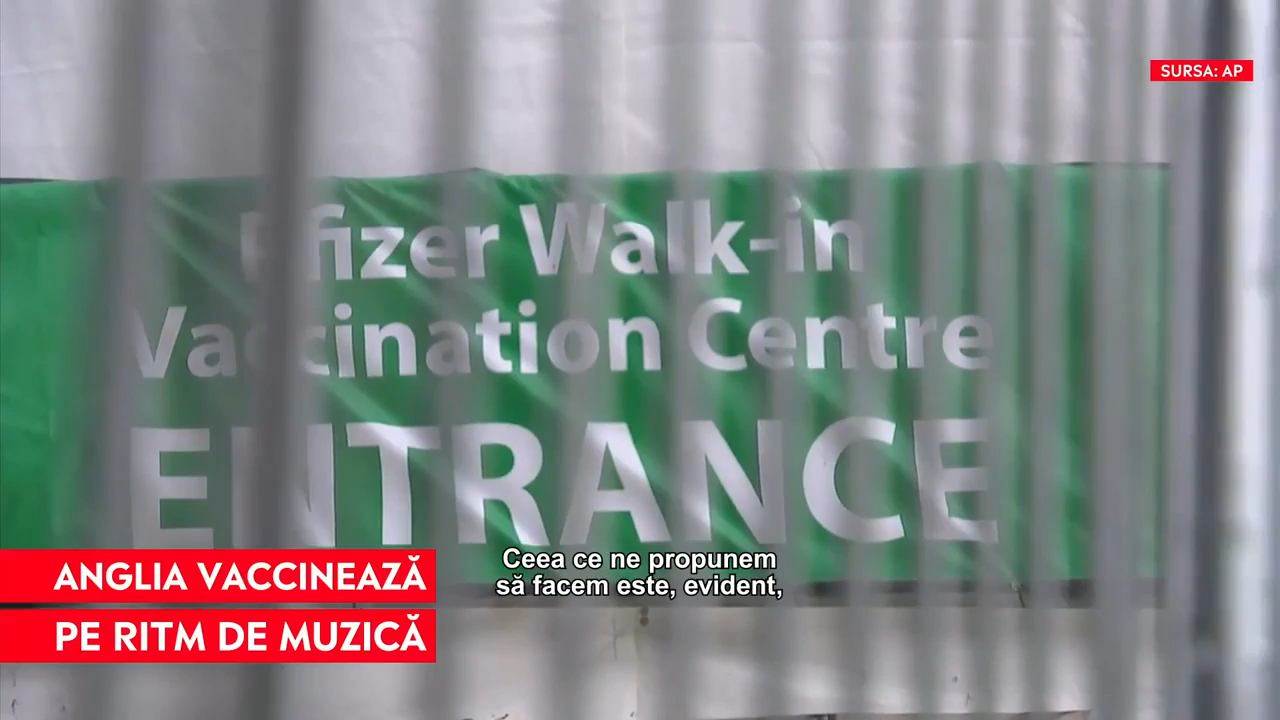 SURSA: AP
Pfizer Walk-in
Vaccination Centre
ENTRANCE
Ceea ce ne propunem
să facem este, evident,
ANGLIA VACCINEAZĂ
PE RITM DE MUZICĂ